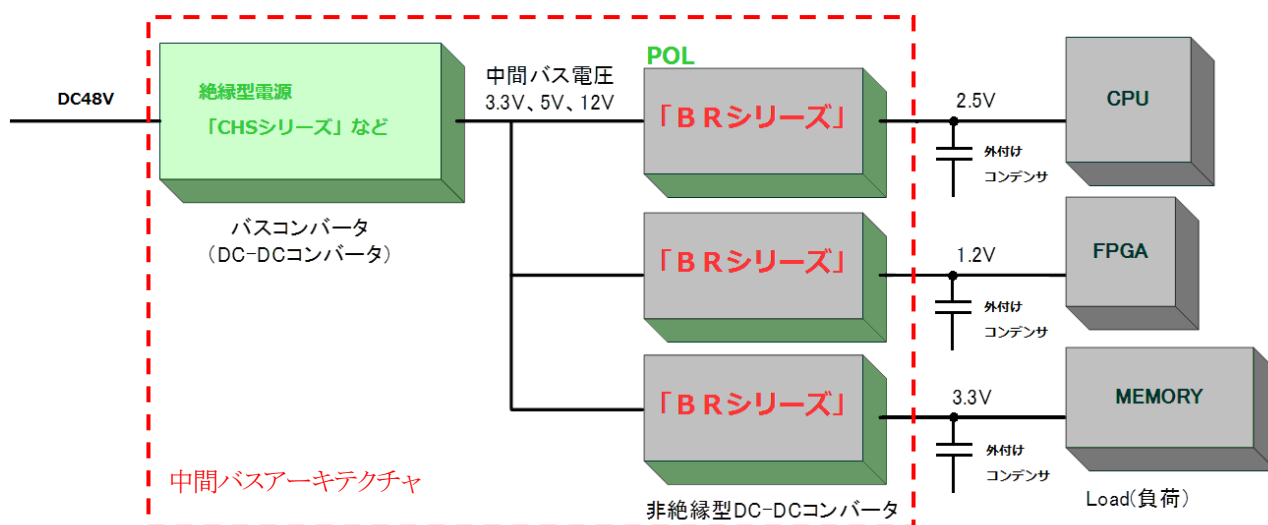 DC48V
絶縁型電源
「CHSシリーズ」など
バスコンバータ
(DC-DCコンバータ)
中間バス電圧
3.3V、5V、12V
POL
「BRシリーズ」
2.5V
外付け
コンデンサ
CPU
「BRシリーズ」
1.2V
外付け
コンデンサ
FPGA
「BRシリーズ」
3.3V
外付け
コンデンサ
MEMORY
中間バスアーキテクチャ
非絶縁型DC-DCコンバータ
Load(負荷)